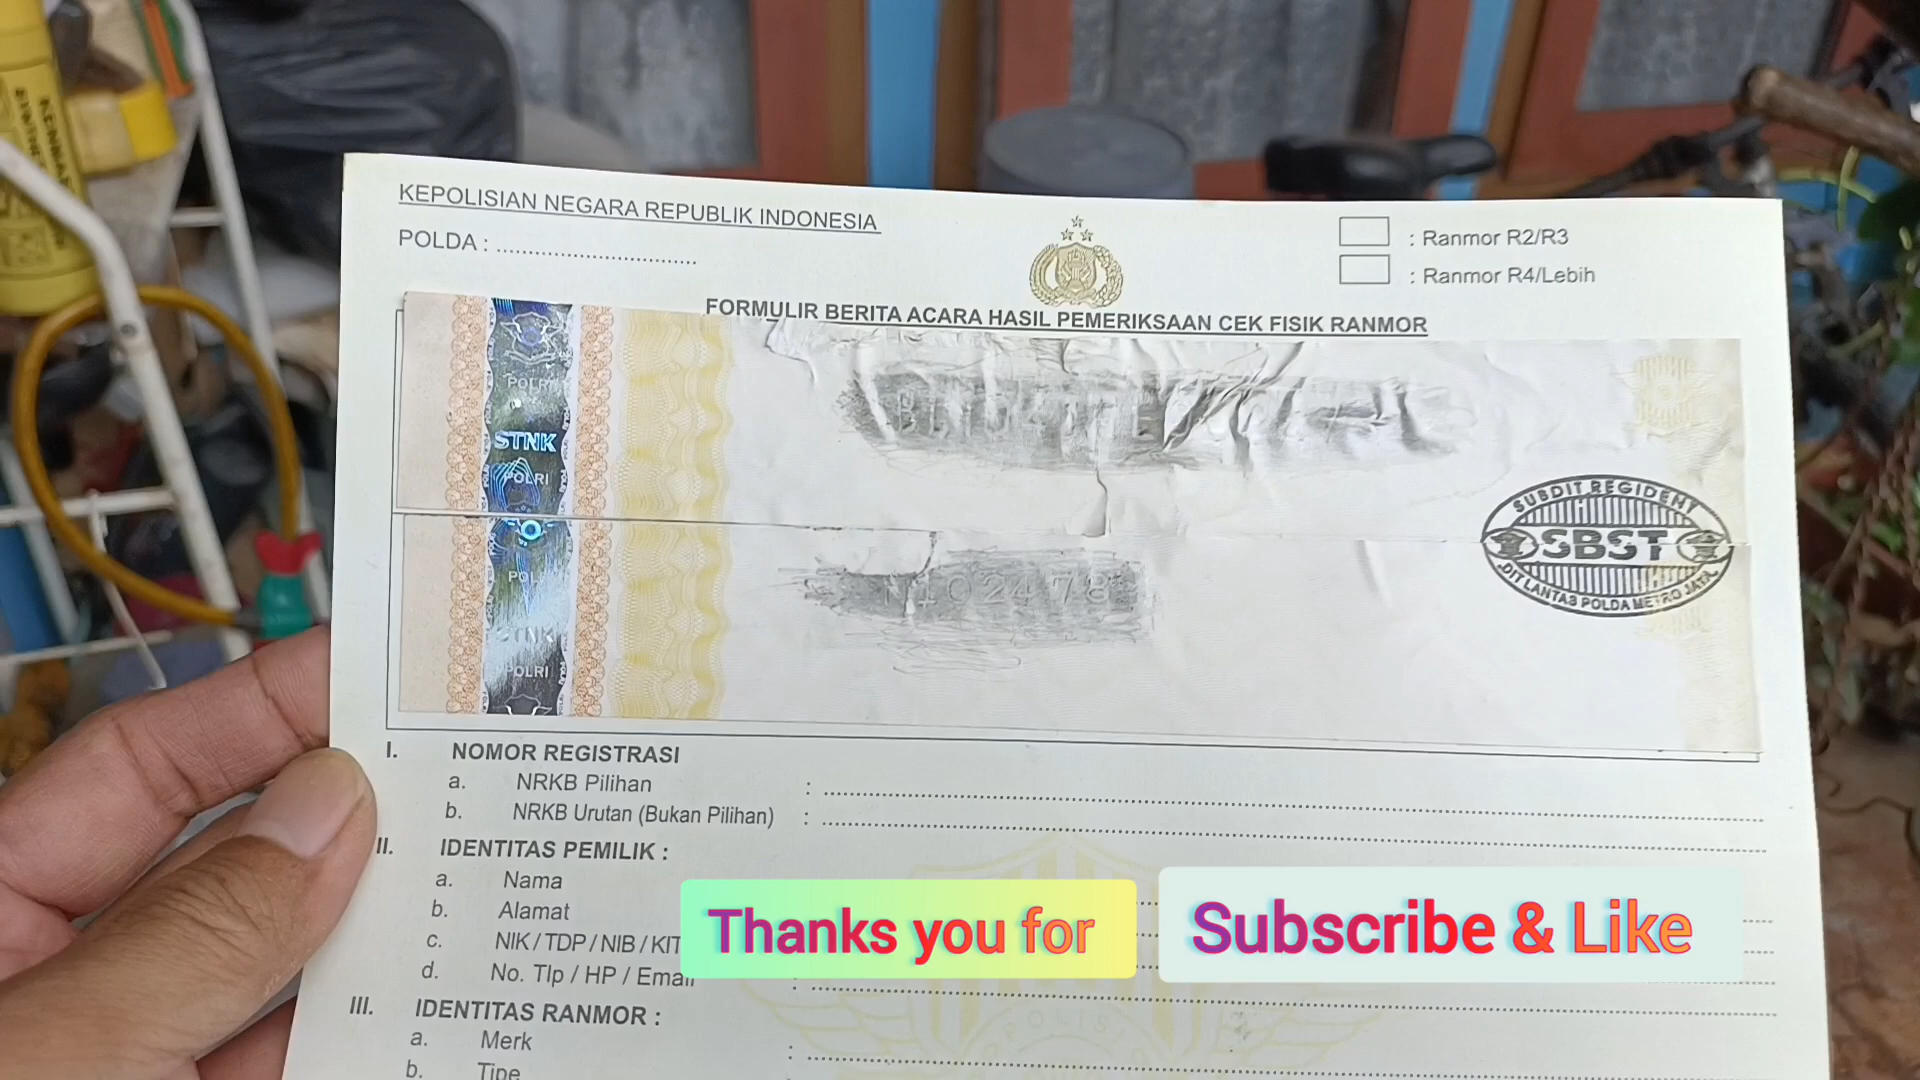 KEPOLISIAN NEGARA REPUBLIK INDONESIA
POLDA : ..............................
: Ranmor R2/R3
: Ranmor R4/Lebih
FORMULIR BERITA ACARA HASIL PEMERIKSAAN CEK FISIK RANMOR
POLRI
STNK
POLRI
SUBDIT REGIDENT
SBST
DIT LANTAS POLDA METRO JAYA
POLRI
STNK
POLRI
I. NOMOR REGISTRASI
a. NRKB Pilihan :
b. NRKB Urutan (Bukan Pilihan) :
II. IDENTITAS PEMILIK :
a. Nama
b. Alamat
c. NIK / TDP / NIB / KIT
d. No. Tlp / HP / Email :
Thanks you for
Subscribe & Like
III. IDENTITAS RANMOR :
a. Merk :
b. Tipe